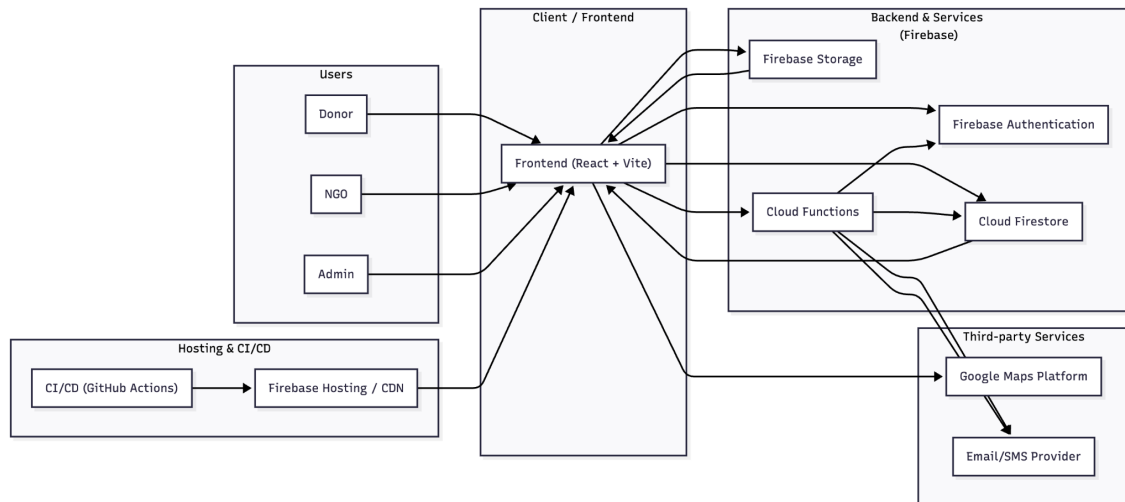 Client / Frontend
Backend & Services
(Firebase)
Firebase Storage
Users
Donor
Firebase Authentication
Frontend (React + Vite)
NGO
Cloud Functions
Cloud Firestore
Admin
Third-party Services
Hosting & CI/CD
CI/CD (GitHub Actions)
Firebase Hosting / CDN
Google Maps Platform
Email/SMS Provider